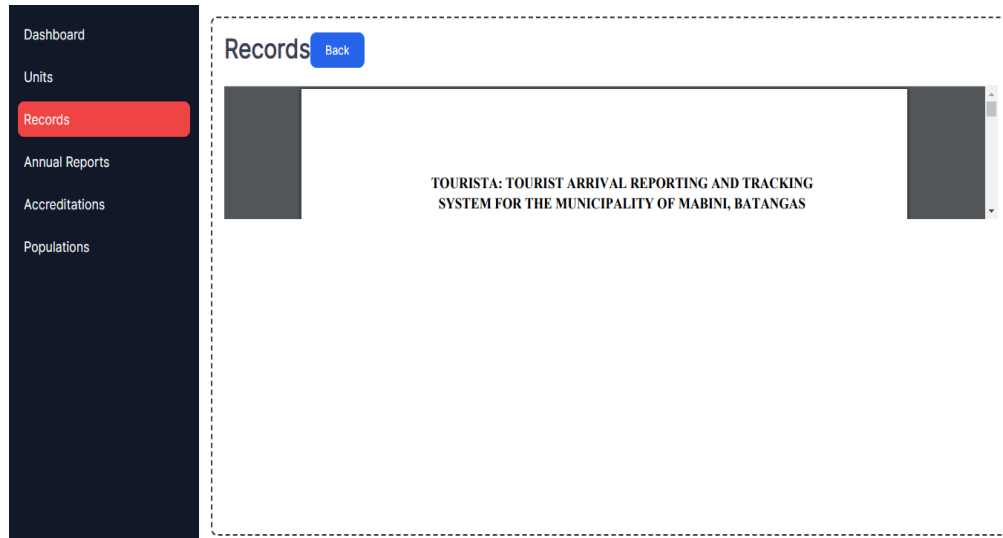 Dashboard
Units
Records
Annual Reports
Accreditations
Populations
Records
Back
TOURISTA: TOURIST ARRIVAL REPORTING AND TRACKING
SYSTEM FOR THE MUNICIPALITY OF MABINI, BATANGAS